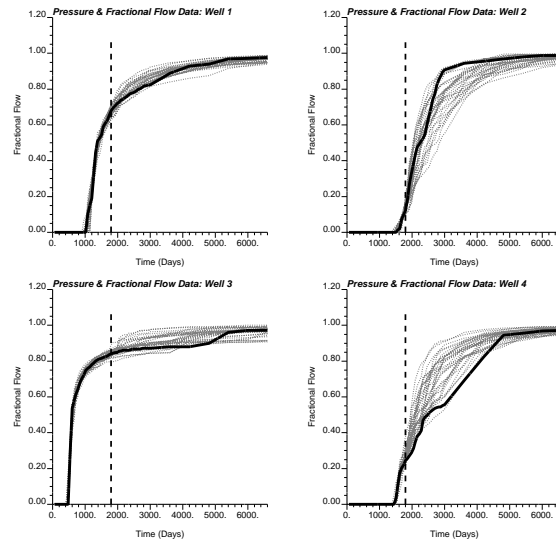 Pressure & Fractional Flow Data: Well 1
1.20
1.00
0.80
0.60
0.40
0.20
0.00
Fractional Flow
0. 1000. 2000. 3000. 4000. 5000. 6000.
Time (Days)
Pressure & Fractional Flow Data: Well 2
1.20
1.00
0.80
0.60
0.40
0.20
0.00
Fractional Flow
0. 1000. 2000. 3000. 4000. 5000. 6000.
Time (Days)
Pressure & Fractional Flow Data: Well 3
1.20
1.00
0.80
0.60
0.40
0.20
0.00
Fractional Flow
0. 1000. 2000. 3000. 4000. 5000. 6000.
Time (Days)
Pressure & Fractional Flow Data: Well 4
1.20
1.00
0.80
0.60
0.40
0.20
0.00
Fractional Flow
0. 1000. 2000. 3000. 4000. 5000. 6000.
Time (Days)